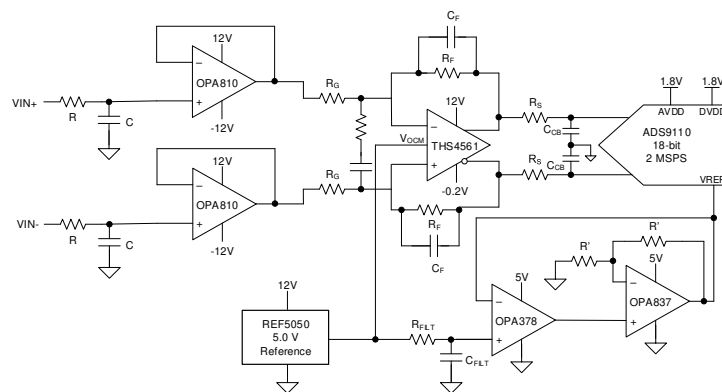 CF
12V
RF
OPA810
RG
1.8V
1.8V
VIN+
12V
RS
AVDD
DVDD
R
C
-12V
VOCM
THS4561
CCB
ADS9110
18-bit
2 MSPS
CCB
RG
RS
12V
-0.2V
VREF
OPA810
VIN-
R
C
-12V
RF
CF
R'
R'
5V
5V
12V
OPA378
OPA837
REF5050
5.0 V
Reference
RFILT
CFILT